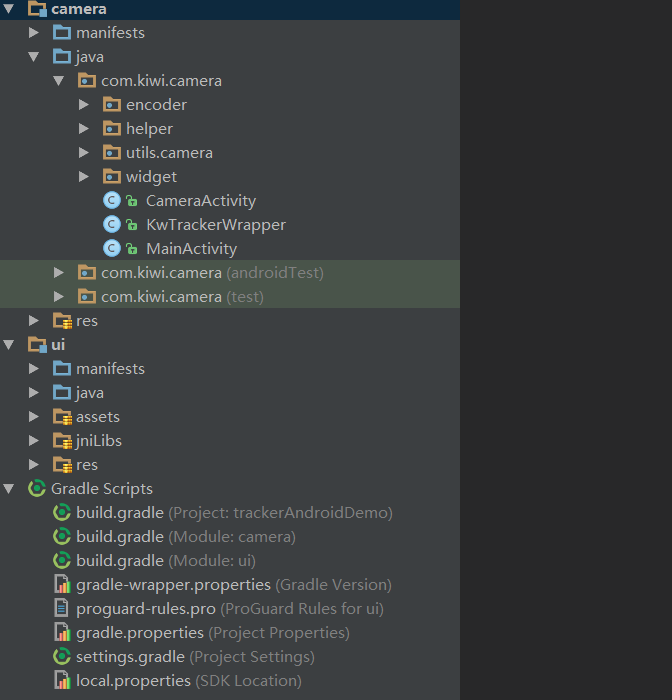 camera
manifests
java
com.kiwi.camera
encoder
helper
utils.camera
widget
C CameraActivity
C KwTrackerWrapper
C MainActivity
com.kiwi.camera (androidTest)
com.kiwi.camera (test)
res
ui
manifests
java
assets
jniLibs
res
Gradle Scripts
build.gradle (Project: trackerAndroidDemo)
build.gradle (Module: camera)
build.gradle (Module: ui)
gradle-wrapper.properties (Gradle Version)
proguard-rules.pro (ProGuard Rules for ui)
gradle.properties (Project Properties)
settings.gradle (Project Settings)
local.properties (SDK Location)